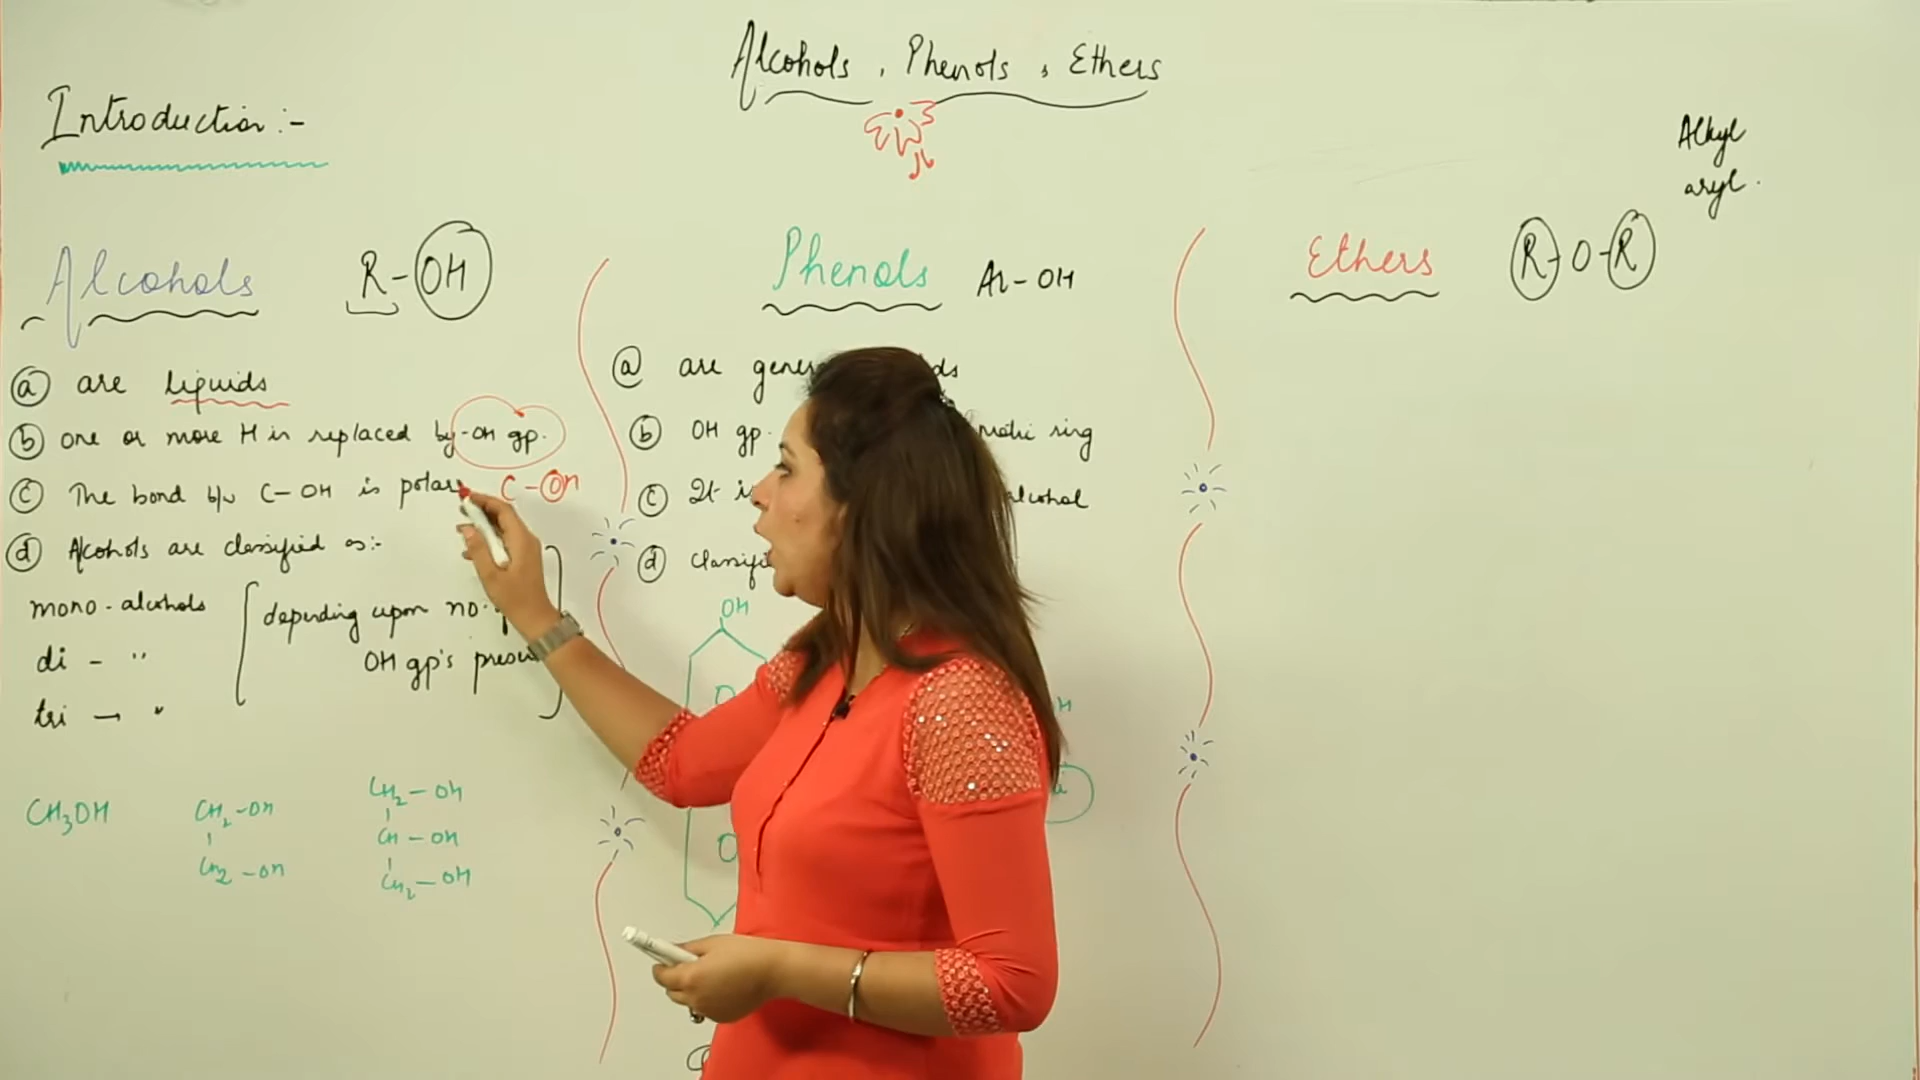 Alcohols, Phenols, Ethers
Introduction:-
Alkyl
aryl.
Alcohols R-OH
(a) are liquids
(b) one or more H is replaced by -OH gp.
(c) The bond b/w C-OH is polar C-OH
(d) Alcohols are classified as:-
mono-alcohols
di - "
tri - "
depending upon no.
OH gp's
CH3OH
CH2-OH
CH2-OH
CH2-OH
CH-OH
CH2-OH
Phenols Ar-OH
(a) are
(b) OH gp. ring
(c) It alcohol
(d)
OH
H
Ethers R-O-R